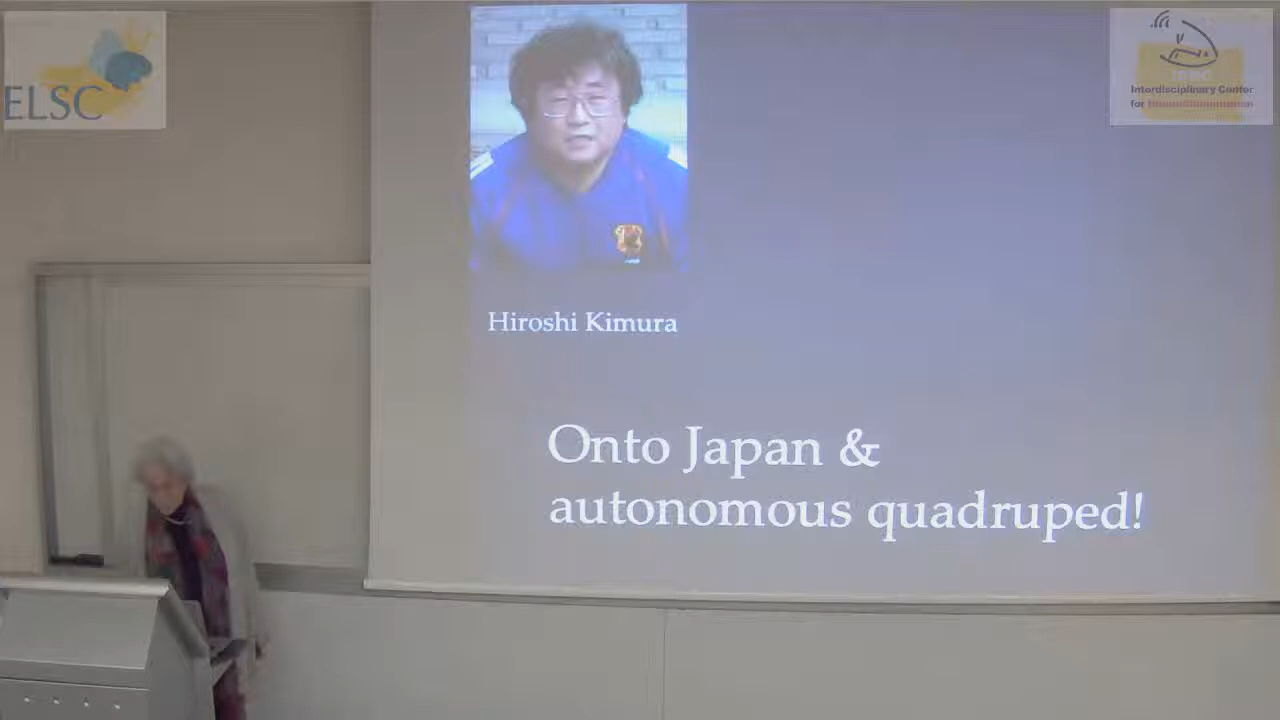 ELSC
Interdisciplinary Center
for
Hiroshi Kimura
Onto Japan &
autonomous quadruped!